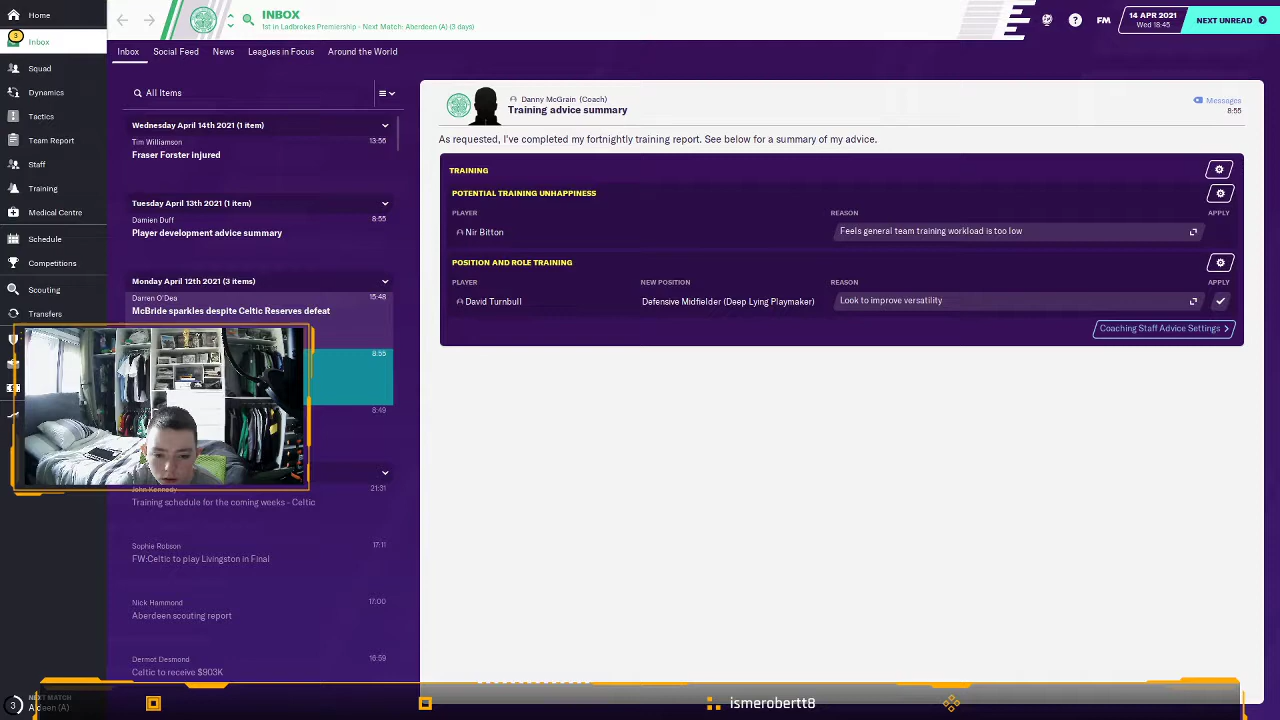 Home
INBOX
1st in Ladbrokes Premiership - Next Match: Aberdeen (A) (3 days)
FM
14 APR 2021
Wed 18:45
NEXT UNREAD
3
Inbox
Squad
Dynamics
Tactics
Team Report
Staff
Training
Medical Centre
Schedule
Competitions
Scouting
Transfers
Inbox
Social Feed
News
Leagues in Focus
Around the World
All Items
Wednesday April 14th 2021 (1 item)
Tim Williamson
13:56
Fraser Forster injured
Tuesday April 13th 2021 (1 item)
Damien Duff
8:55
Player development advice summary
Monday April 12th 2021 (3 items)
Darren O'Dea
15:48
McBride sparkles despite Celtic Reserves defeat
8:55
8:49
John Kennedy
21:31
Training schedule for the coming weeks - Celtic
Sophie Robson
17:11
FW:Celtic to play Livingston in Final
Nick Hammond
17:00
Aberdeen scouting report
Dermot Desmond
16:59
Celtic to receive $903K
Danny McGrain (Coach)
Training advice summary
Messages
8:55
As requested, I've completed my fortnightly training report. See below for a summary of my advice.
TRAINING
POTENTIAL TRAINING UNHAPPINESS
PLAYER
REASON
APPLY
Nir Bitton
Feels general team training workload is too low
POSITION AND ROLE TRAINING
PLAYER
NEW POSITION
REASON
APPLY
David Turnbull
Defensive Midfielder (Deep Lying Playmaker)
Look to improve versatility
Coaching Staff Advice Settings
NEXT MATCH
ismerobertt8